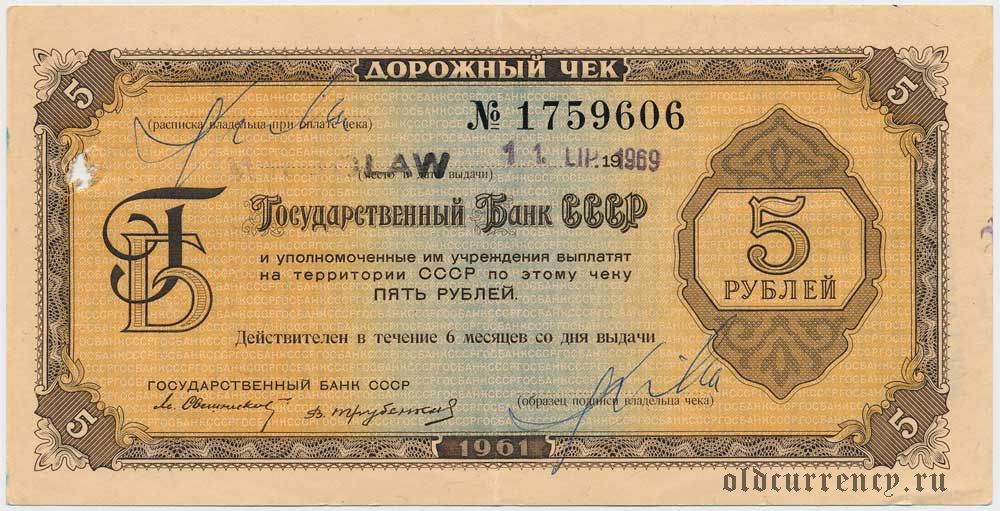 ДОРОЖНЫЙ ЧЕК
5 5
№ 1759606
(расписка владельца при оплате чека)
LAW 11. LIP. 1969
19
(место и дата выдачи)
ГБ
Государственный Банк СССР
и уполномоченные им учреждения выплатят
на территории СССР по этому чеку
ПЯТЬ РУБЛЕЙ.
5
РУБЛЕЙ
Действителен в течение 6 месяцев со дня выдачи
ГОСУДАРСТВЕННЫЙ БАНК СССР
(образец подписи владельца чека)
5 5
1961
oldcurrency.ru